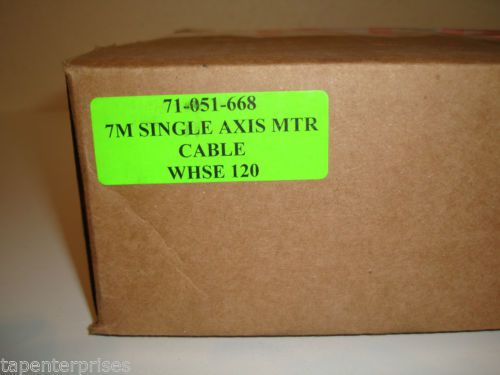 71-051-668
7M SINGLE AXIS MTR
CABLE
WHSE 120
tapenterprises